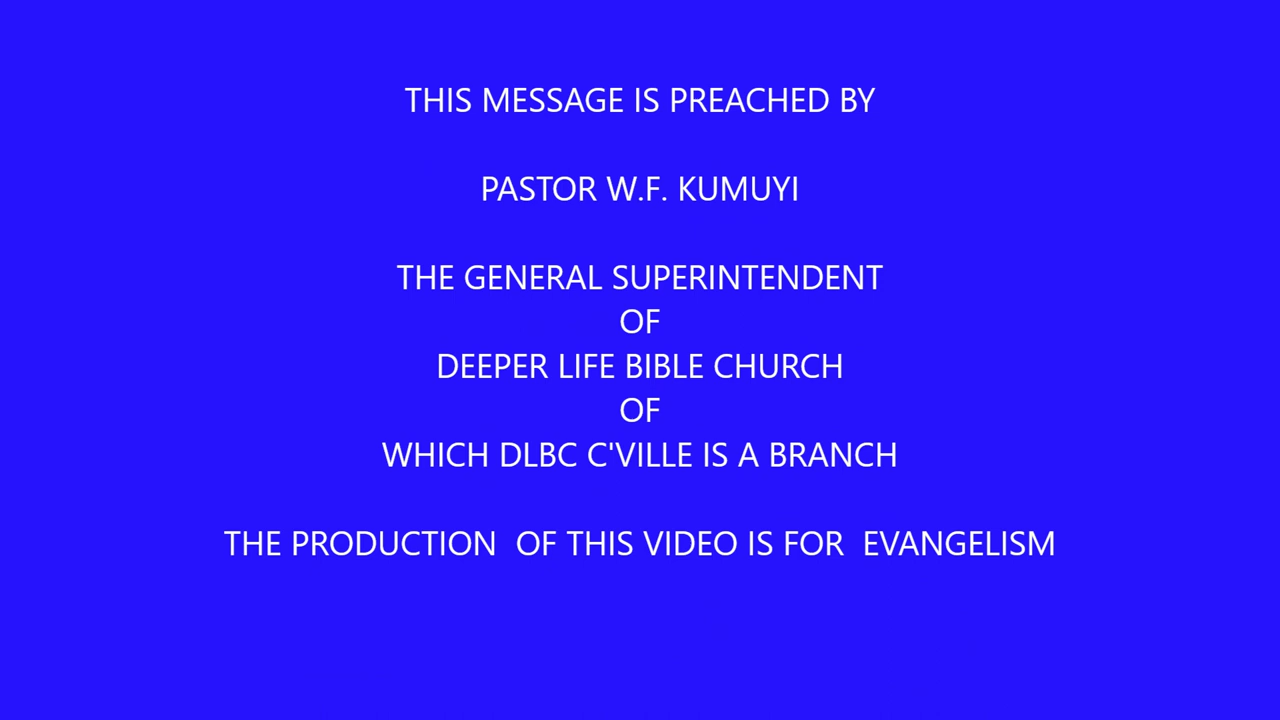 THIS MESSAGE IS PREACHED BY
PASTOR W.F. KUMUYI
THE GENERAL SUPERINTENDENT
OF
DEEPER LIFE BIBLE CHURCH
OF
WHICH DLBC C'VILLE IS A BRANCH
THE PRODUCTION  OF THIS VIDEO IS FOR  EVANGELISM